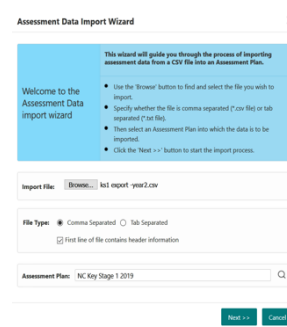 Assessment Data Import Wizard
This wizard will guide you through the process of importing
assessment data from a CSV file into an Assessment Plan.
Welcome to the
Assessment Data
import wizard
• Use the 'Browse' button to find and select the file you wish to
import.
• Specify whether the file is comma separated (*.csv file) or tab
separated (*.txt file).
• Then select an Assessment Plan into which the data is to be
imported.
• Click the 'Next >>' button to start the import process.
Import File: Browse... ks1 export -year2.csv
File Type: Comma Separated Tab Separated
First line of file contains header information
Assessment Plan: NC Key Stage 1 2019
Next >> Cancel